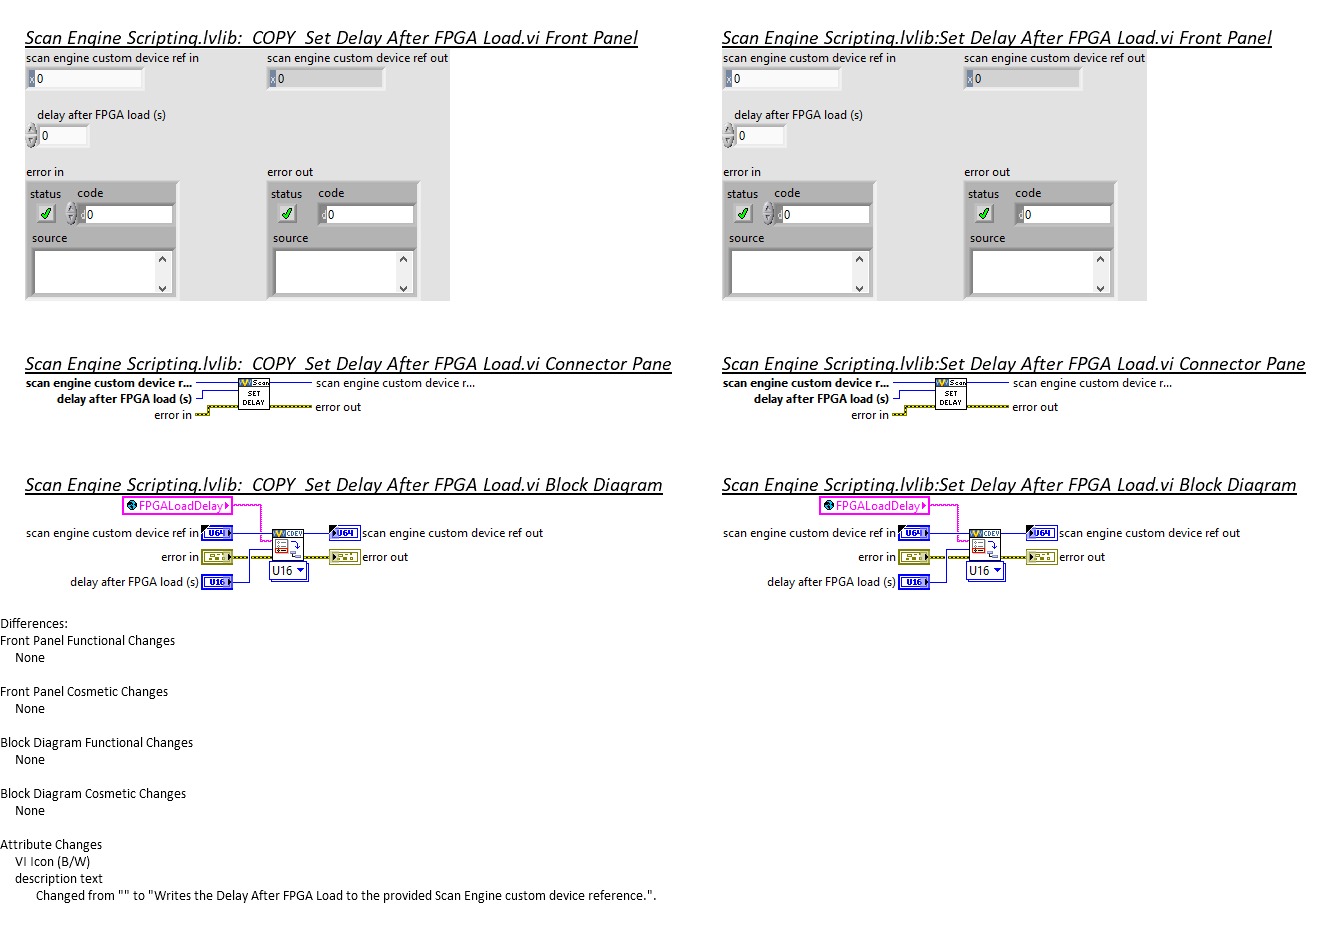 Scan Engine Scripting.lvlib:_COPY_Set Delay After FPGA Load.vi Front Panel
scan engine custom device ref in
scan engine custom device ref out
x 0
x 0
delay after FPGA load (s)
0
error in
error out
status
code
status
code
d 0
d 0
source
source
Scan Engine Scripting.lvlib:Set Delay After FPGA Load.vi Front Panel
scan engine custom device ref in
scan engine custom device ref out
x 0
x 0
delay after FPGA load (s)
0
error in
error out
status
code
status
code
d 0
d 0
source
source
Scan Engine Scripting.lvlib:_COPY_Set Delay After FPGA Load.vi Connector Pane
scan engine custom device r...
Scan
scan engine custom device r...
delay after FPGA load (s)
SET
DELAY
error in
error out
Scan Engine Scripting.lvlib:Set Delay After FPGA Load.vi Connector Pane
scan engine custom device r...
Scan
scan engine custom device r...
delay after FPGA load (s)
SET
DELAY
error in
error out
Scan Engine Scripting.lvlib:_COPY_Set Delay After FPGA Load.vi Block Diagram
FPGALoadDelay
scan engine custom device ref in
U64
CDEV
U64
scan engine custom device ref out
error in
error out
U16
delay after FPGA load (s)
U16
Scan Engine Scripting.lvlib:Set Delay After FPGA Load.vi Block Diagram
FPGALoadDelay
scan engine custom device ref in
U64
CDEV
U64
scan engine custom device ref out
error in
error out
U16
delay after FPGA load (s)
U16
Differences:
Front Panel Functional Changes
None
Front Panel Cosmetic Changes
None
Block Diagram Functional Changes
None
Block Diagram Cosmetic Changes
None
Attribute Changes
VI Icon (B/W)
description text
Changed from "" to "Writes the Delay After FPGA Load to the provided Scan Engine custom device reference.".